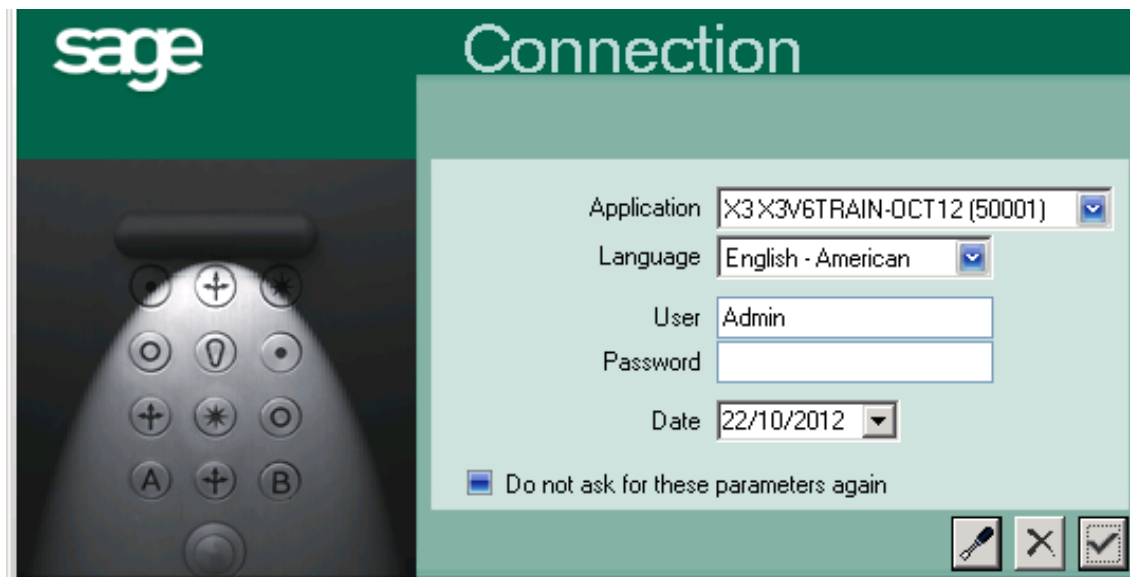 sage
Connection
Application X3 X3V6TRAIN-OCT12 (50001)
Language English - American
User Admin
Password
Date 22/10/2012
Do not ask for these parameters again
A B